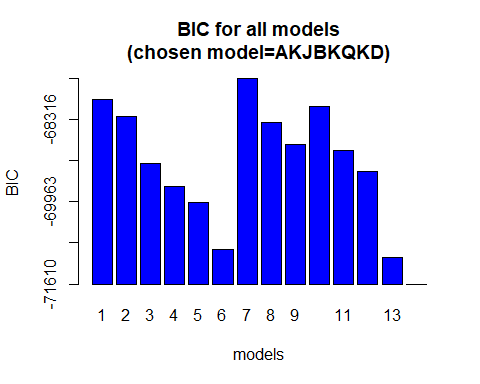 BIC for all models
(chosen model=AKJBKQKD)
BIC
-68316
-69963
-71610
1 2 3 4 5 6 7 8 9 11 13
models